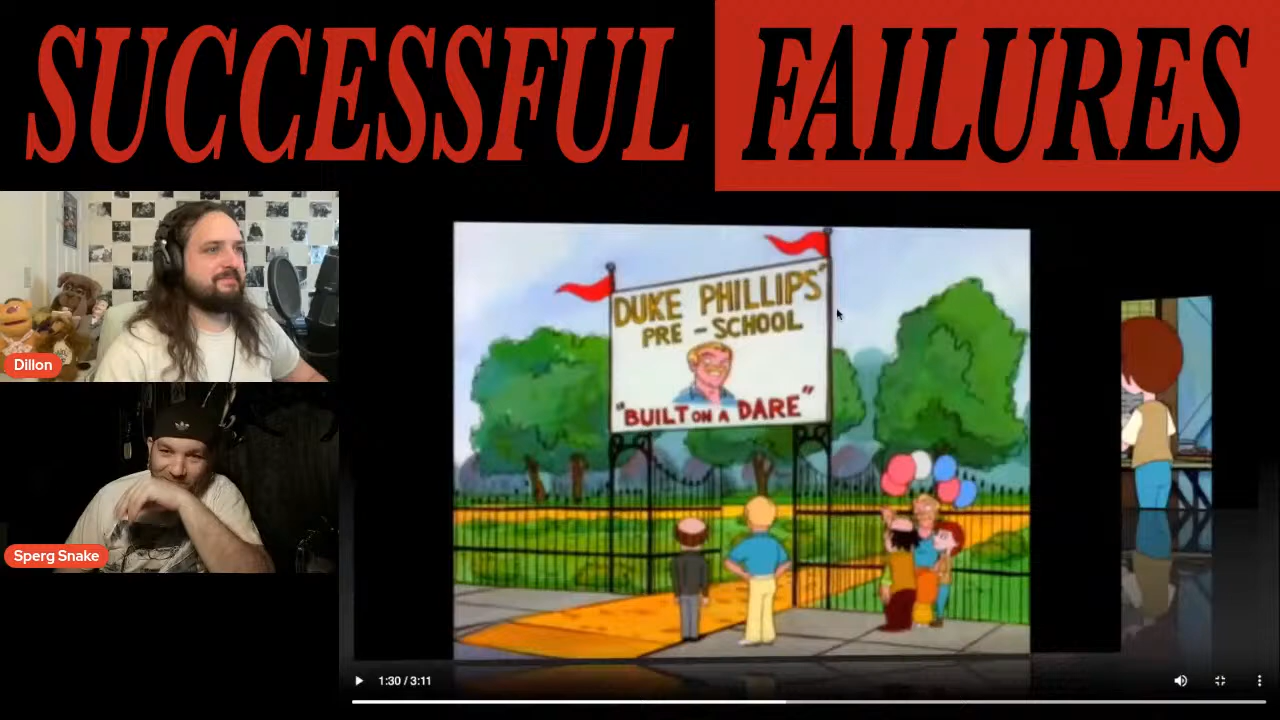 SUCCESSFUL FAILURES
DUKE PHILLIPS'
PRE-SCHOOL
"BUILT ON A DARE"
Dillon
Sperg Snake
1:30 / 3:11